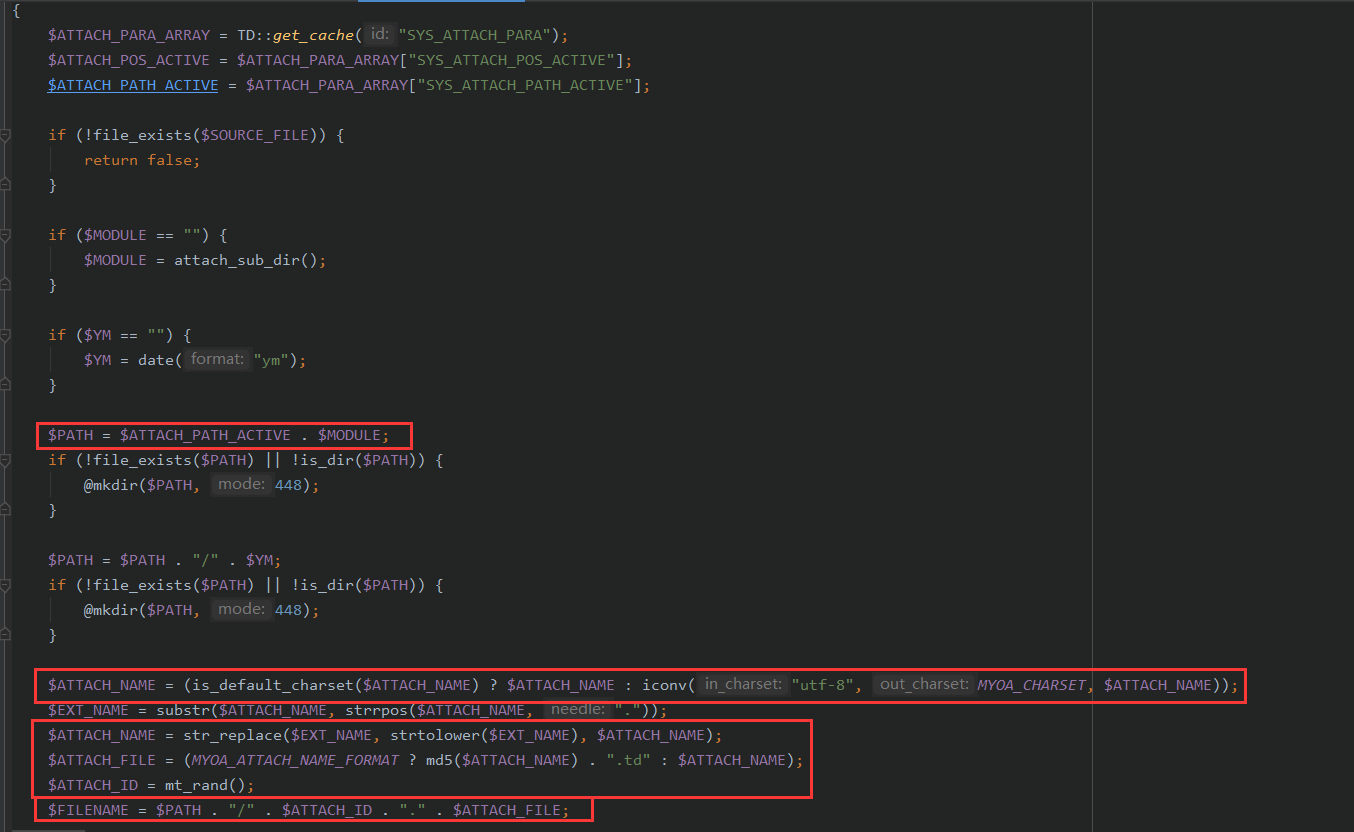 {
$ATTACH_PARA_ARRAY = TD::get_cache( id: "SYS_ATTACH_PARA");
$ATTACH_POS_ACTIVE = $ATTACH_PARA_ARRAY["SYS_ATTACH_POS_ACTIVE"];
$ATTACH_PATH_ACTIVE = $ATTACH_PARA_ARRAY["SYS_ATTACH_PATH_ACTIVE"];
if (!file_exists($SOURCE_FILE)) {
return false;
}
if ($MODULE == "") {
$MODULE = attach_sub_dir();
}
if ($YM == "") {
$YM = date( format: "ym");
}
$PATH = $ATTACH_PATH_ACTIVE . $MODULE;
if (!file_exists($PATH) || !is_dir($PATH)) {
@mkdir($PATH, mode: 448);
}
$PATH = $PATH . "/" . $YM;
if (!file_exists($PATH) || !is_dir($PATH)) {
@mkdir($PATH, mode: 448);
}
$ATTACH_NAME = (is_default_charset($ATTACH_NAME) ? $ATTACH_NAME : iconv( in_charset: "utf-8", out_charset: MYOA_CHARSET, $ATTACH_NAME));
$EXT_NAME = substr($ATTACH_NAME, strrpos($ATTACH_NAME, needle: "."));
$ATTACH_NAME = str_replace($EXT_NAME, strtolower($EXT_NAME), $ATTACH_NAME);
$ATTACH_FILE = (MYOA_ATTACH_NAME_FORMAT ? md5($ATTACH_NAME) . ".td" : $ATTACH_NAME);
$ATTACH_ID = mt_rand();
$FILENAME = $PATH . "/" . $ATTACH_ID . "." . $ATTACH_FILE;